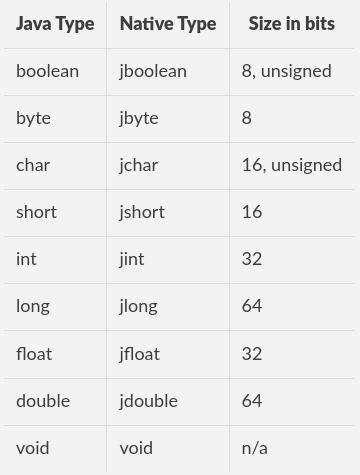 Java Type Native Type Size in bits
boolean jboolean 8, unsigned
byte jbyte 8
char jchar 16, unsigned
short jshort 16
int jint 32
long jlong 64
float jfloat 32
double jdouble 64
void void n/a